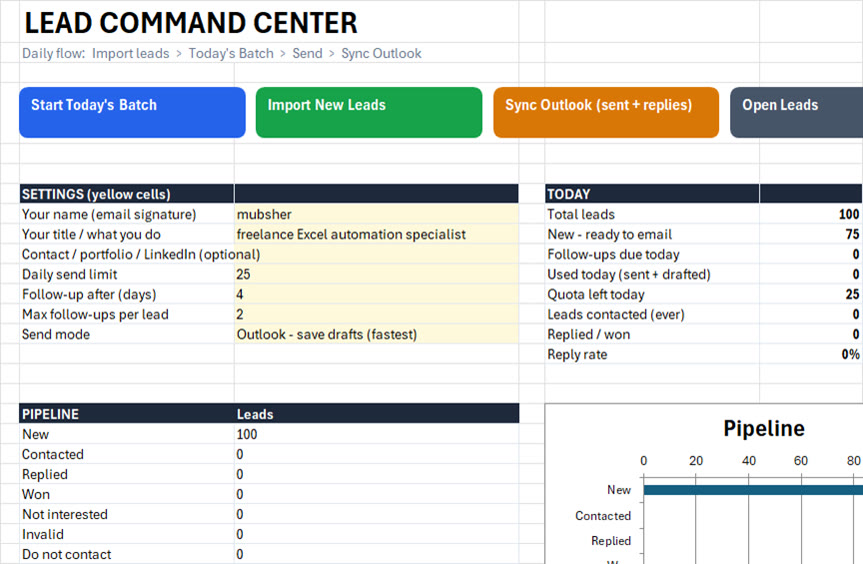 LEAD COMMAND CENTER
Daily flow: Import leads > Today's Batch > Send > Sync Outlook
Start Today's Batch
Import New Leads
Sync Outlook (sent + replies)
Open Leads
SETTINGS (yellow cells)
Your name (email signature) mubsher
Your title / what you do freelance Excel automation specialist
Contact / portfolio / LinkedIn (optional)
Daily send limit 25
Follow-up after (days) 4
Max follow-ups per lead 2
Send mode Outlook - save drafts (fastest)
TODAY
Total leads 100
New - ready to email 75
Follow-ups due today 0
Used today (sent + drafted) 0
Quota left today 25
Leads contacted (ever) 0
Replied / won 0
Reply rate 0%
PIPELINE Leads
New 100
Contacted 0
Replied 0
Won 0
Not interested 0
Invalid 0
Do not contact 0
Pipeline
0 20 40 60 80
New
Contacted
Replied